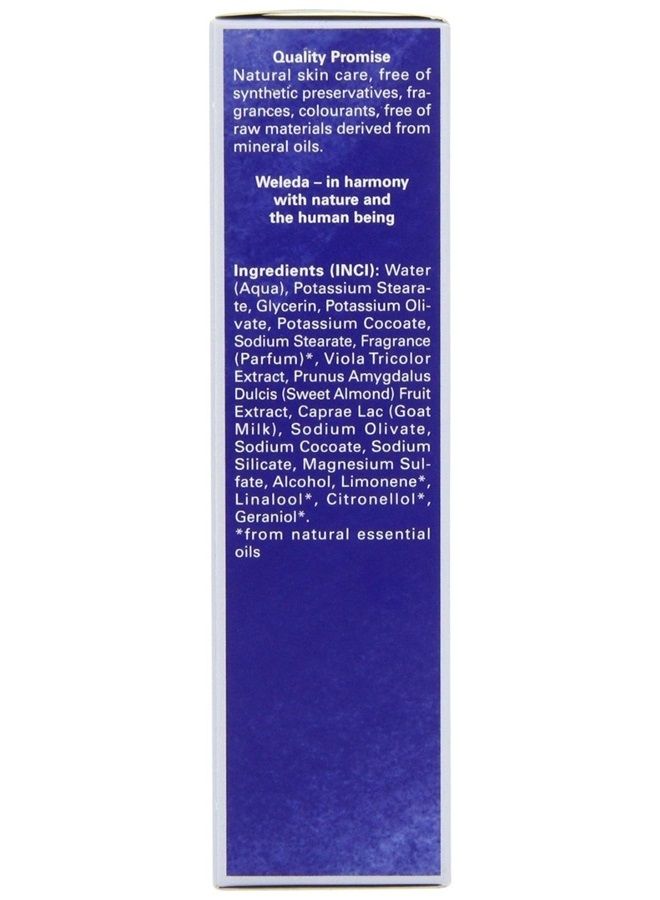 Quality Promise
Natural skin care, free of
synthetic preservatives, fra-
grances, colourants, free of
raw materials derived from
mineral oils.
Weleda – in harmony
with nature and
the human being
Ingredients (INCI): Water
(Aqua), Potassium Steara-
te, Glycerin, Potassium Oli-
vate, Potassium Cocoate,
Sodium Stearate, Fragrance
(Parfum)*, Viola Tricolor
Extract, Prunus Amygdalus
Dulcis (Sweet Almond) Fruit
Extract, Caprae Lac (Goat
Milk), Sodium Olivate,
Sodium Cocoate, Sodium
Silicate, Magnesium Sul-
fate, Alcohol, Limonene*,
Linalool*, Citronellol*,
Geraniol*.
*from natural essential
oils